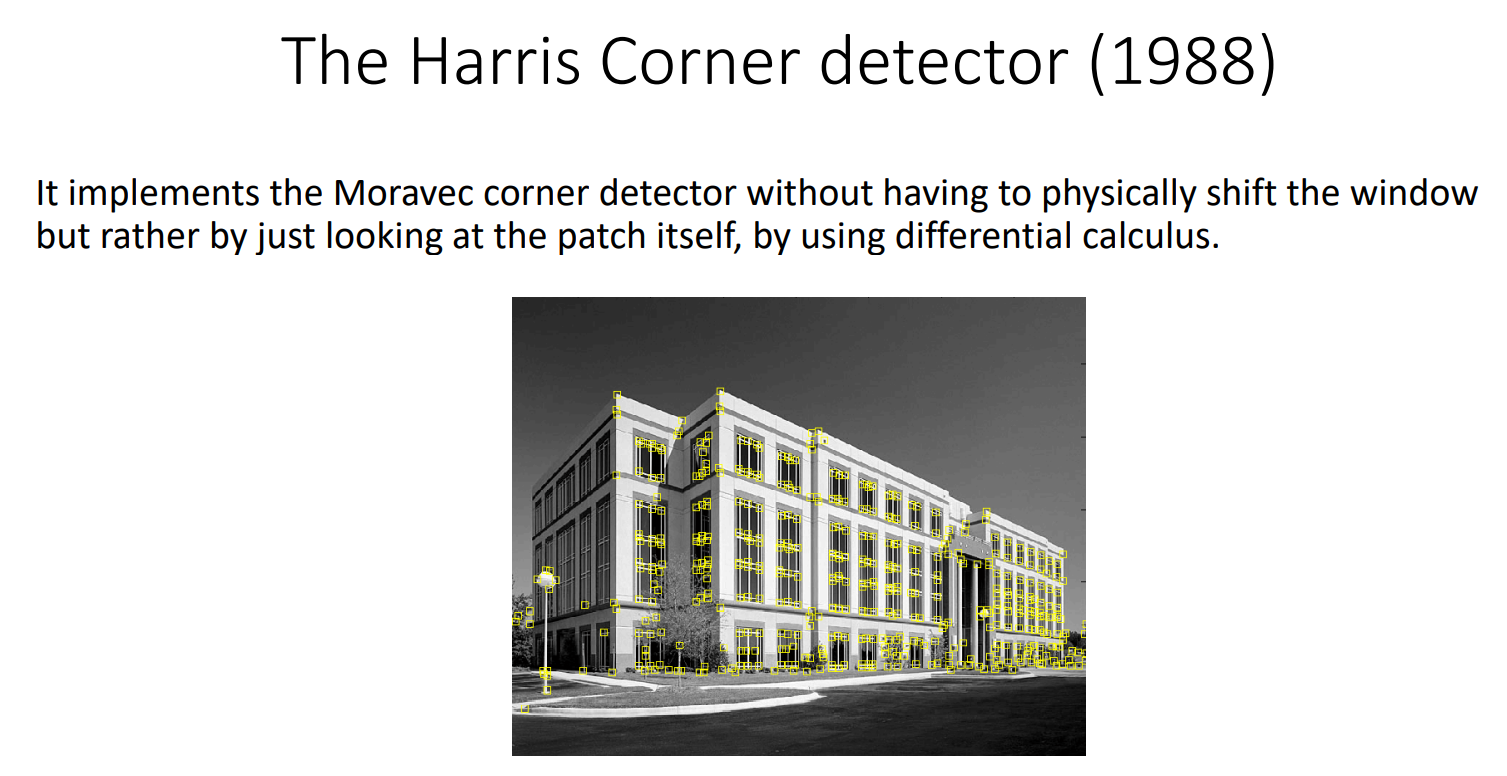 The Harris Corner detector (1988)
It implements the Moravec corner detector without having to physically shift the window
but rather by just looking at the patch itself, by using differential calculus.